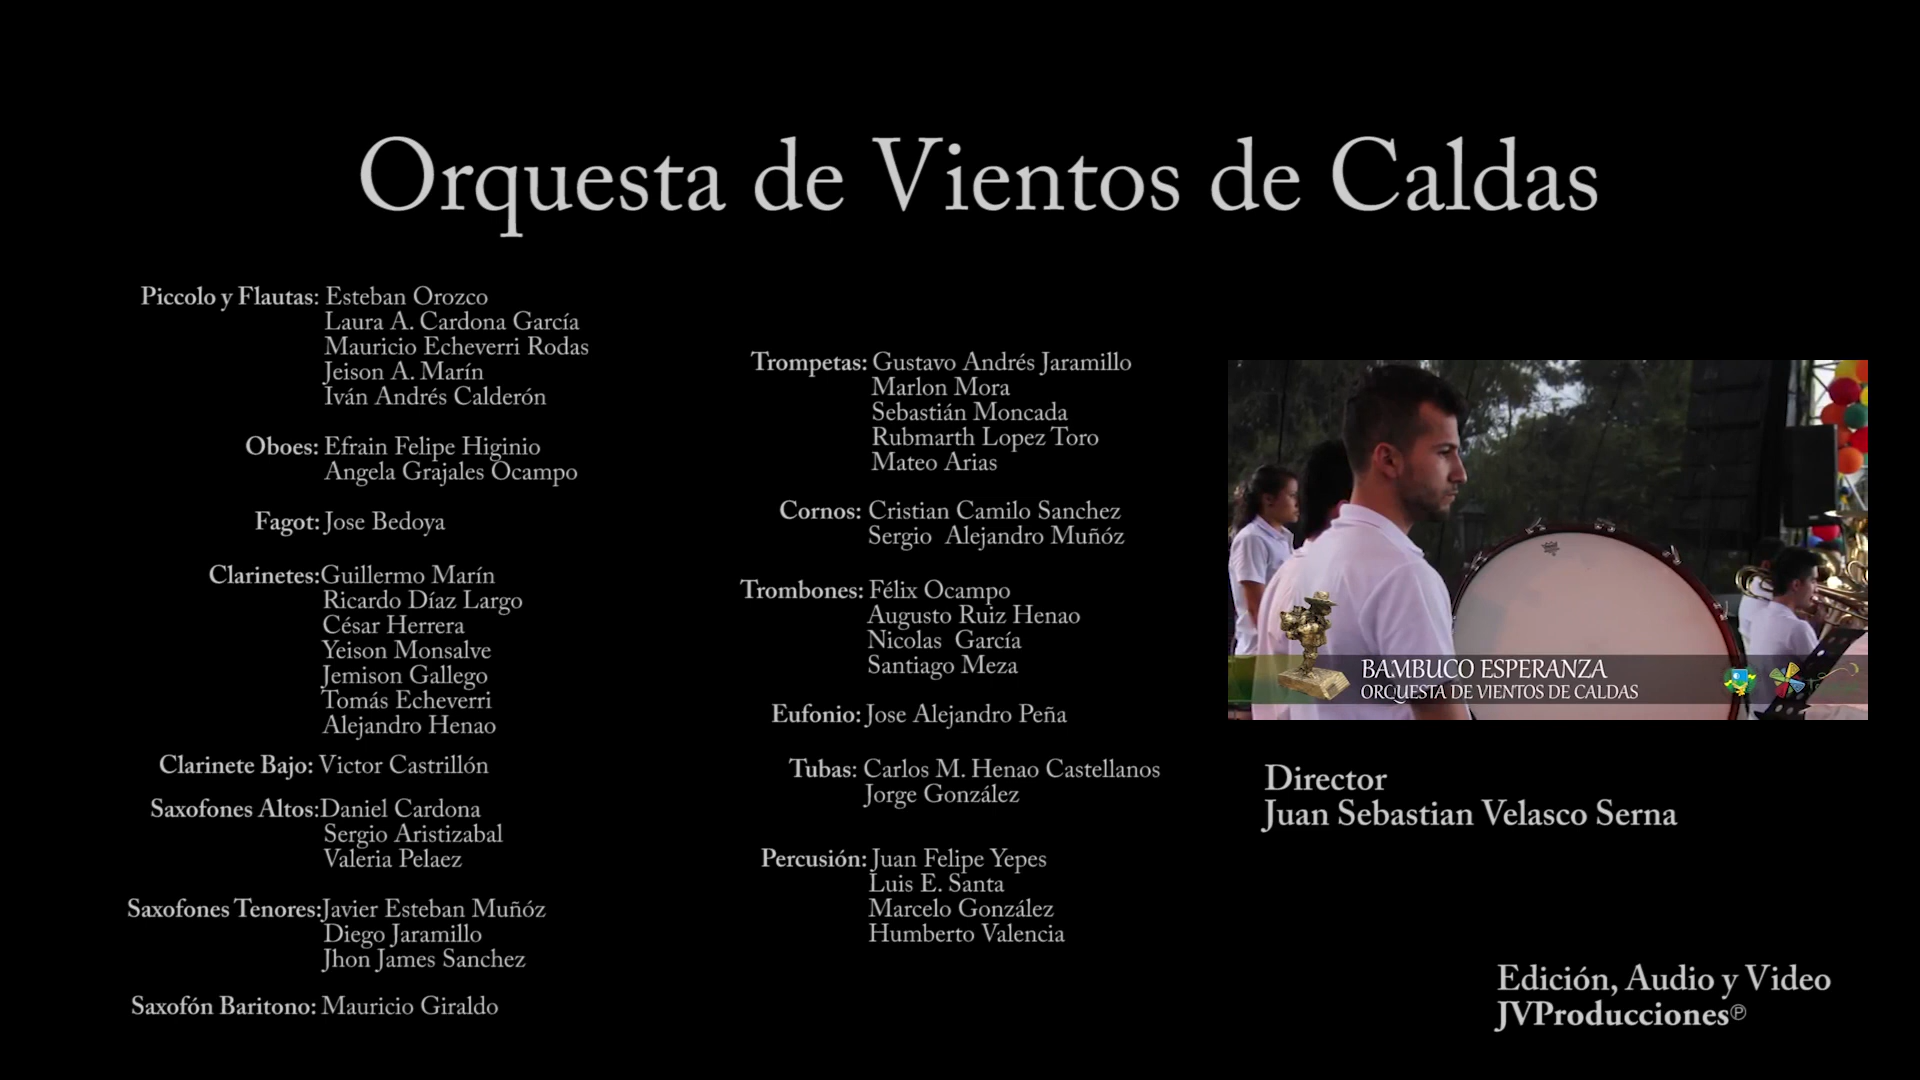 Orquesta de Vientos de Caldas
Piccolo y Flautas: Esteban Orozco
Laura A. Cardona García
Mauricio Echeverri Rodas
Jeison A. Marín
Iván Andrés Calderón
Oboes: Efrain Felipe Higinio
Angela Grajales Ocampo
Fagot: Jose Bedoya
Clarinetes:Guillermo Marín
Ricardo Díaz Largo
César Herrera
Yeison Monsalve
Jemison Gallego
Tomás Echeverri
Alejandro Henao
Clarinete Bajo: Victor Castrillón
Saxofones Altos:Daniel Cardona
Sergio Aristizabal
Valeria Pelaez
Saxofones Tenores:Javier Esteban Muñóz
Diego Jaramillo
Jhon James Sanchez
Saxofón Baritono: Mauricio Giraldo
Trompetas: Gustavo Andrés Jaramillo
Marlon Mora
Sebastián Moncada
Rubmarth Lopez Toro
Mateo Arias
Cornos: Cristian Camilo Sanchez
Sergio Alejandro Muñóz
Trombones: Félix Ocampo
Augusto Ruiz Henao
Nicolas García
Santiago Meza
Eufonio: Jose Alejandro Peña
Tubas: Carlos M. Henao Castellanos
Jorge González
Percusión: Juan Felipe Yepes
Luis E. Santa
Marcelo González
Humberto Valencia
BAMBUCO ESPERANZA
ORQUESTA DE VIENTOS DE CALDAS
Director
Juan Sebastian Velasco Serna
Edición, Audio y Video
JVProducciones℗